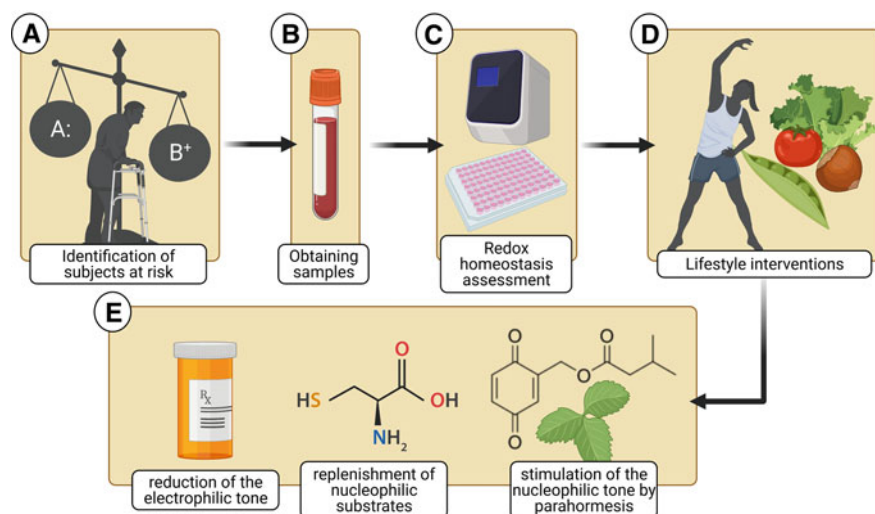 A
A:
B⁺
Identification of
subjects at risk
B
Obtaining
samples
C
Redox
homeostasis
assessment
D
Lifestyle interventions
E
Rx
reduction of the
electrophilic tone
HS
O
OH
NH₂
replenishment of
nucleophilic
substrates
O
O
O
O
stimulation of the
nucleophilic tone by
parahormesis